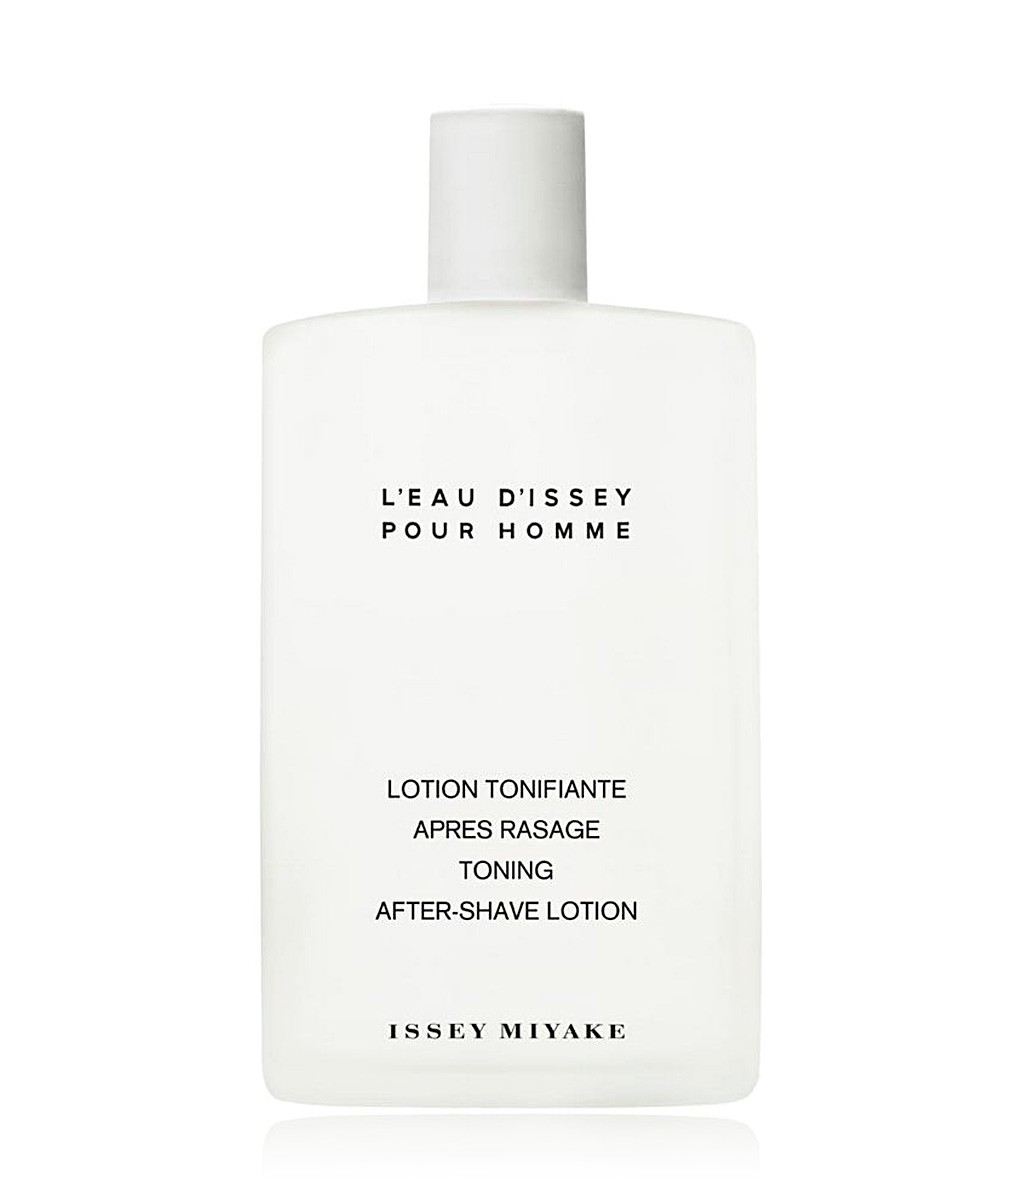 L'EAU D'ISSEY
POUR HOMME
LOTION TONIFIANTE
APRES RASAGE
TONING
AFTER-SHAVE LOTION
ISSEY MIYAKE